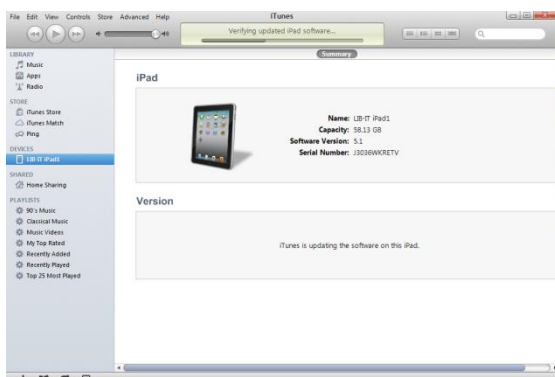 File Edit View Controls Store Advanced Help
iTunes
Verifying updated iPad software...
LIBRARY
Music
Apps
Radio
STORE
iTunes Store
iTunes Match
Ping
DEVICES
LIB-IT iPad1
SHARED
Home Sharing
PLAYLISTS
90's Music
Classical Music
Music Videos
My Top Rated
Recently Added
Recently Played
Top 25 Most Played
Summary
iPad
Name: LIB-IT iPad1
Capacity: 58.13 GB
Software Version: 5.1
Serial Number: J3036WKRETV
Version
iTunes is updating the software on this iPad.